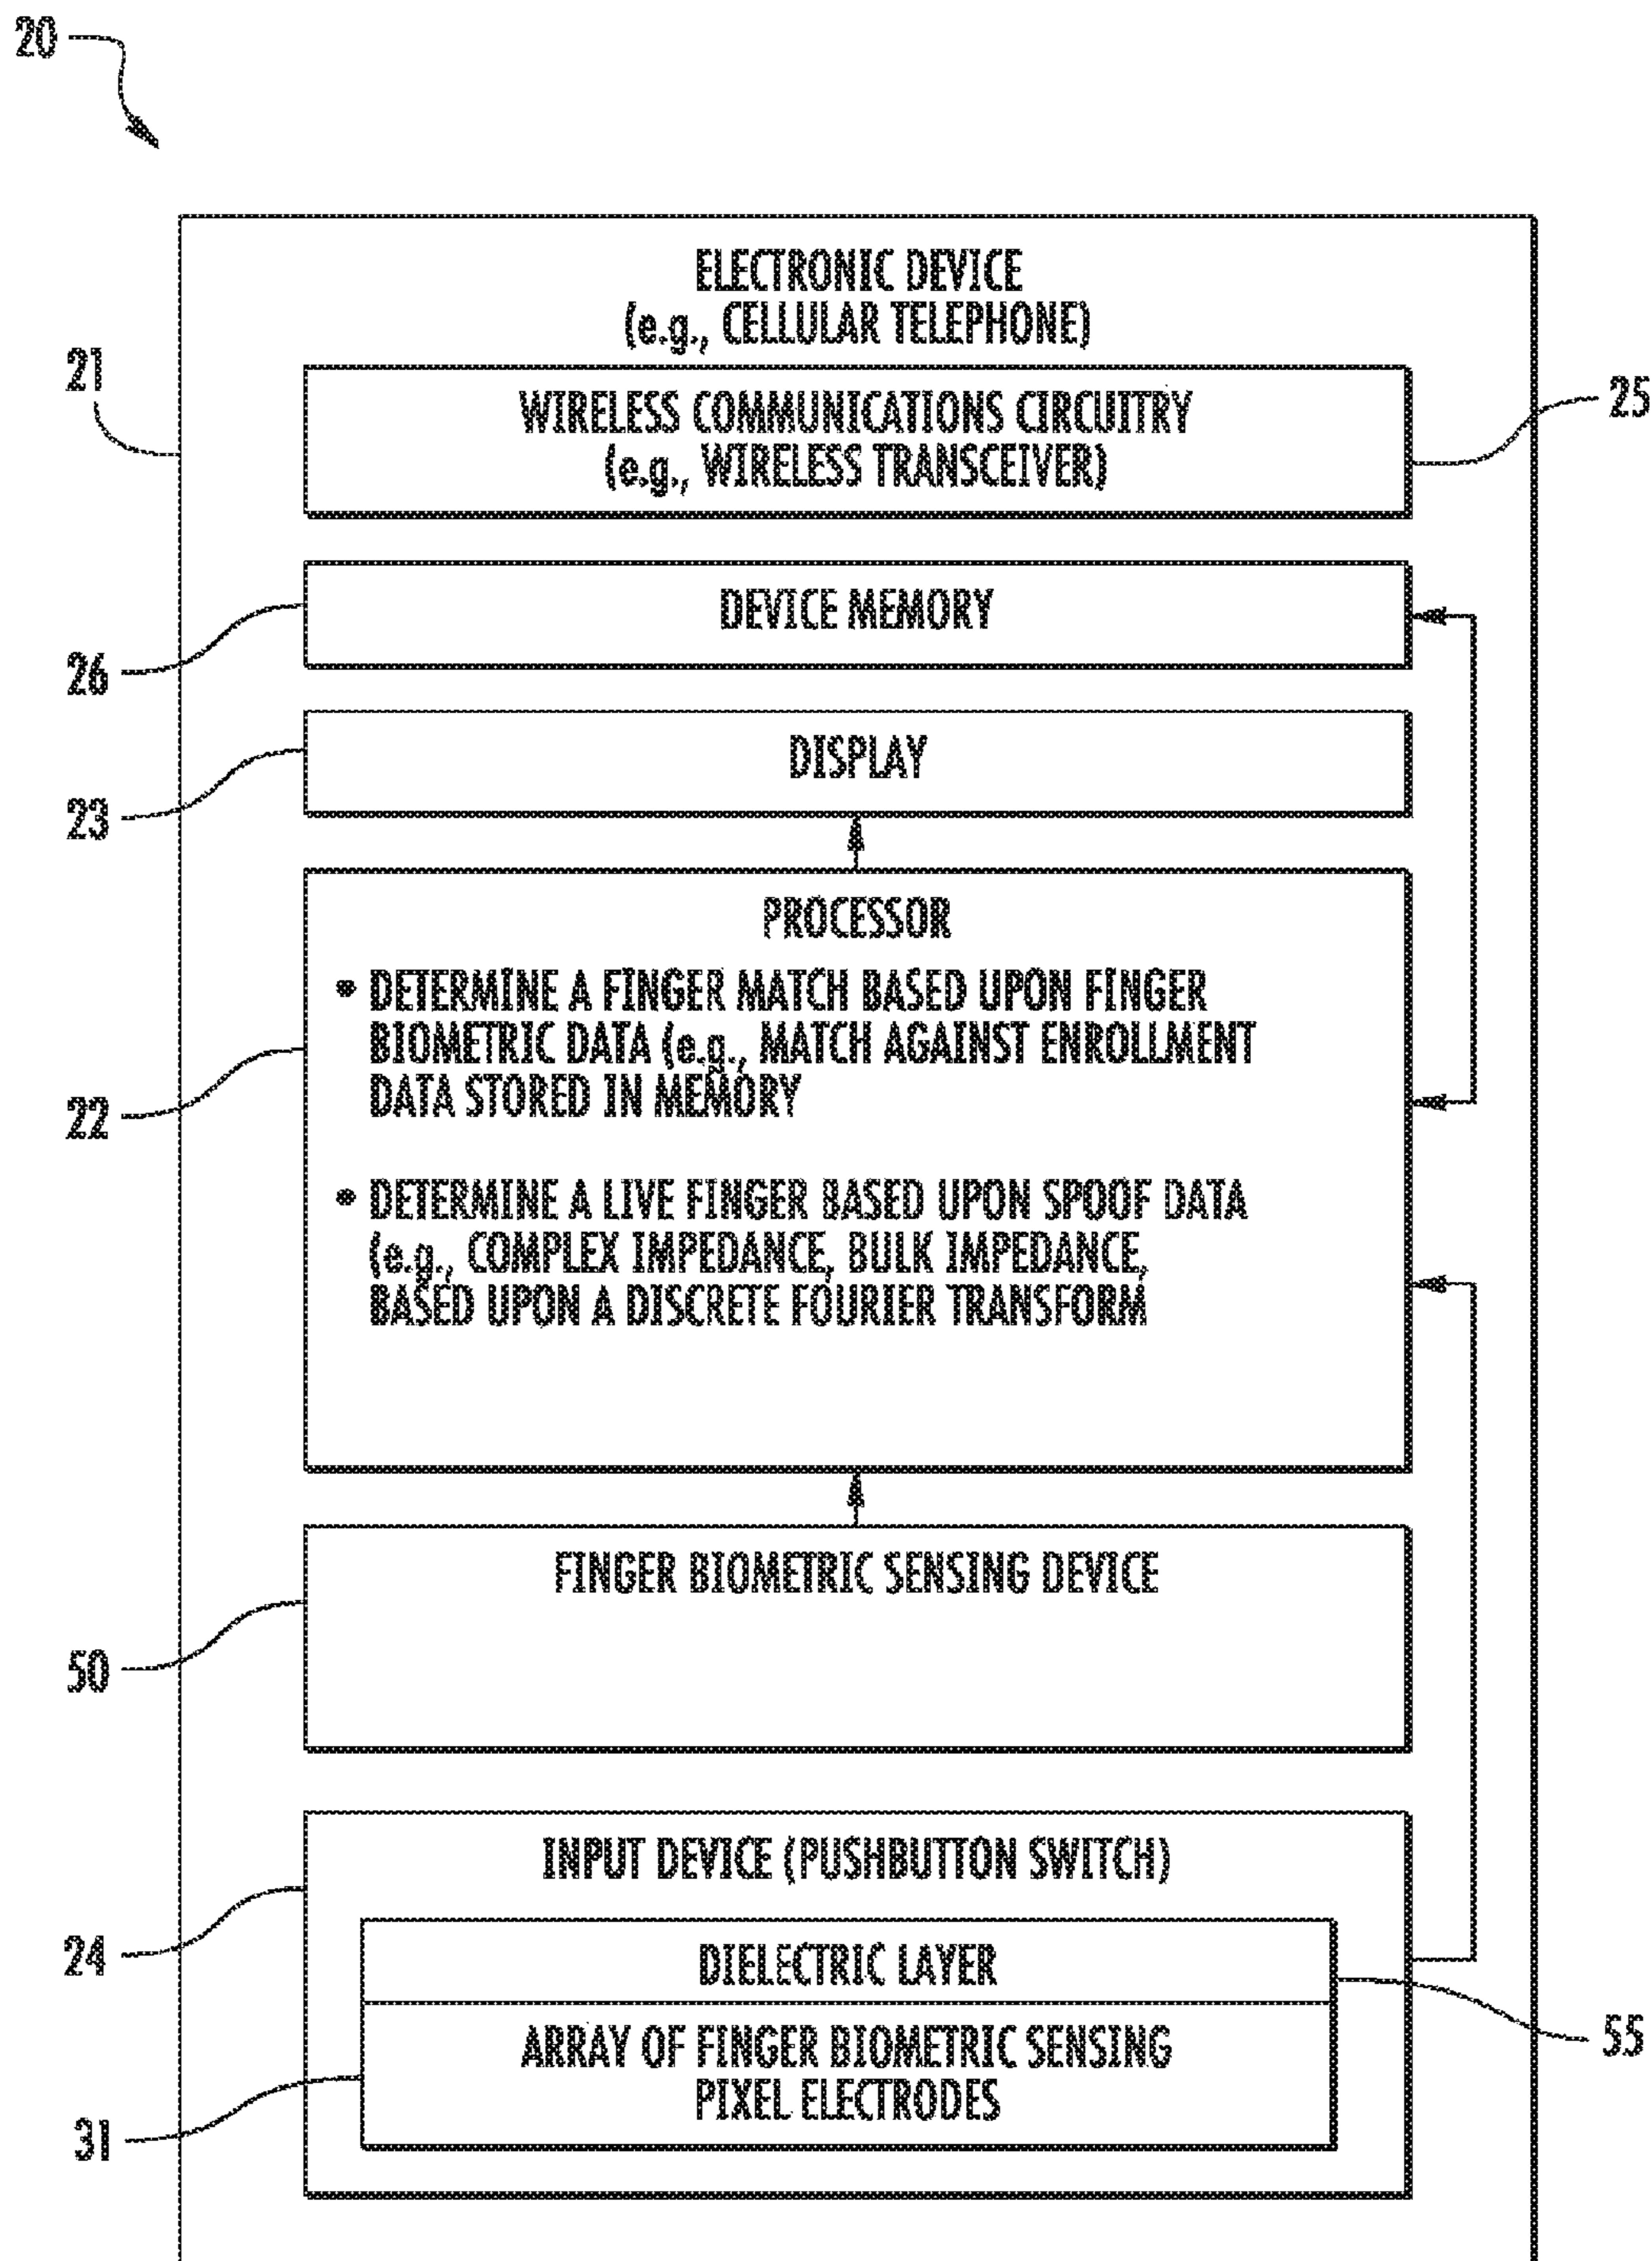 20
ELECTRONIC DEVICE
(e.g., CELLULAR TELEPHONE)
21
WIRELESS COMMUNICATIONS CIRCUITRY
(e.g., WIRELESS TRANSCEIVER)
25
DEVICE MEMORY
26
DISPLAY
23
PROCESSOR
• DETERMINE A FINGER MATCH BASED UPON FINGER
BIOMETRIC DATA (e.g., MATCH AGAINST ENROLLMENT
DATA STORED IN MEMORY
22
• DETERMINE A LIVE FINGER BASED UPON SPOOF DATA
(e.g., COMPLEX IMPEDANCE, BULK IMPEDANCE,
BASED UPON A DISCRETE FOURIER TRANSFORM
FINGER BIOMETRIC SENSING DEVICE
50
INPUT DEVICE (PUSHBUTTON SWITCH)
24
DIELECTRIC LAYER
55
ARRAY OF FINGER BIOMETRIC SENSING
PIXEL ELECTRODES
31